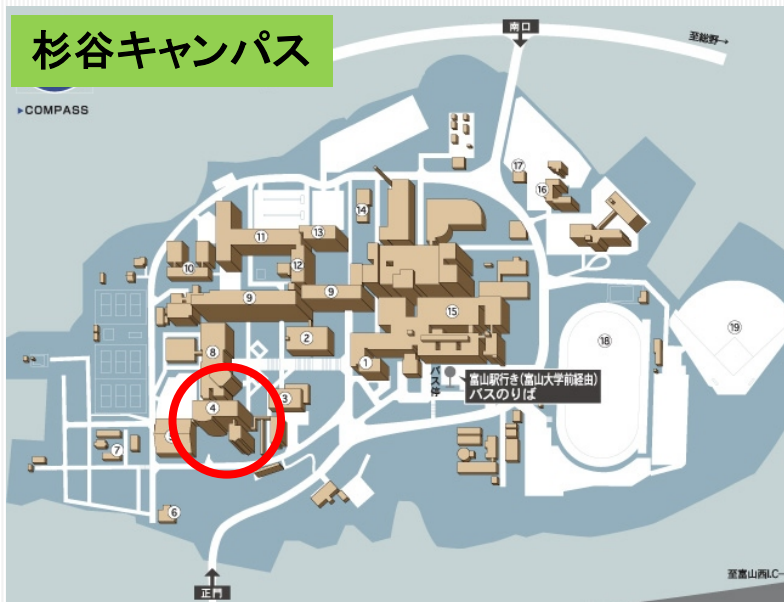 杉谷キャンパス
▶COMPASS
南口
至総野→
⑰
⑯
⑭
⑬
⑪
⑫
⑩
⑨
⑨
⑮
②
⑱
⑲
⑧
①
バス停
富山駅行き(富山大学前経由)
バスのりば
③
④
⑤
⑦
⑥
正門
至富山西I.C→